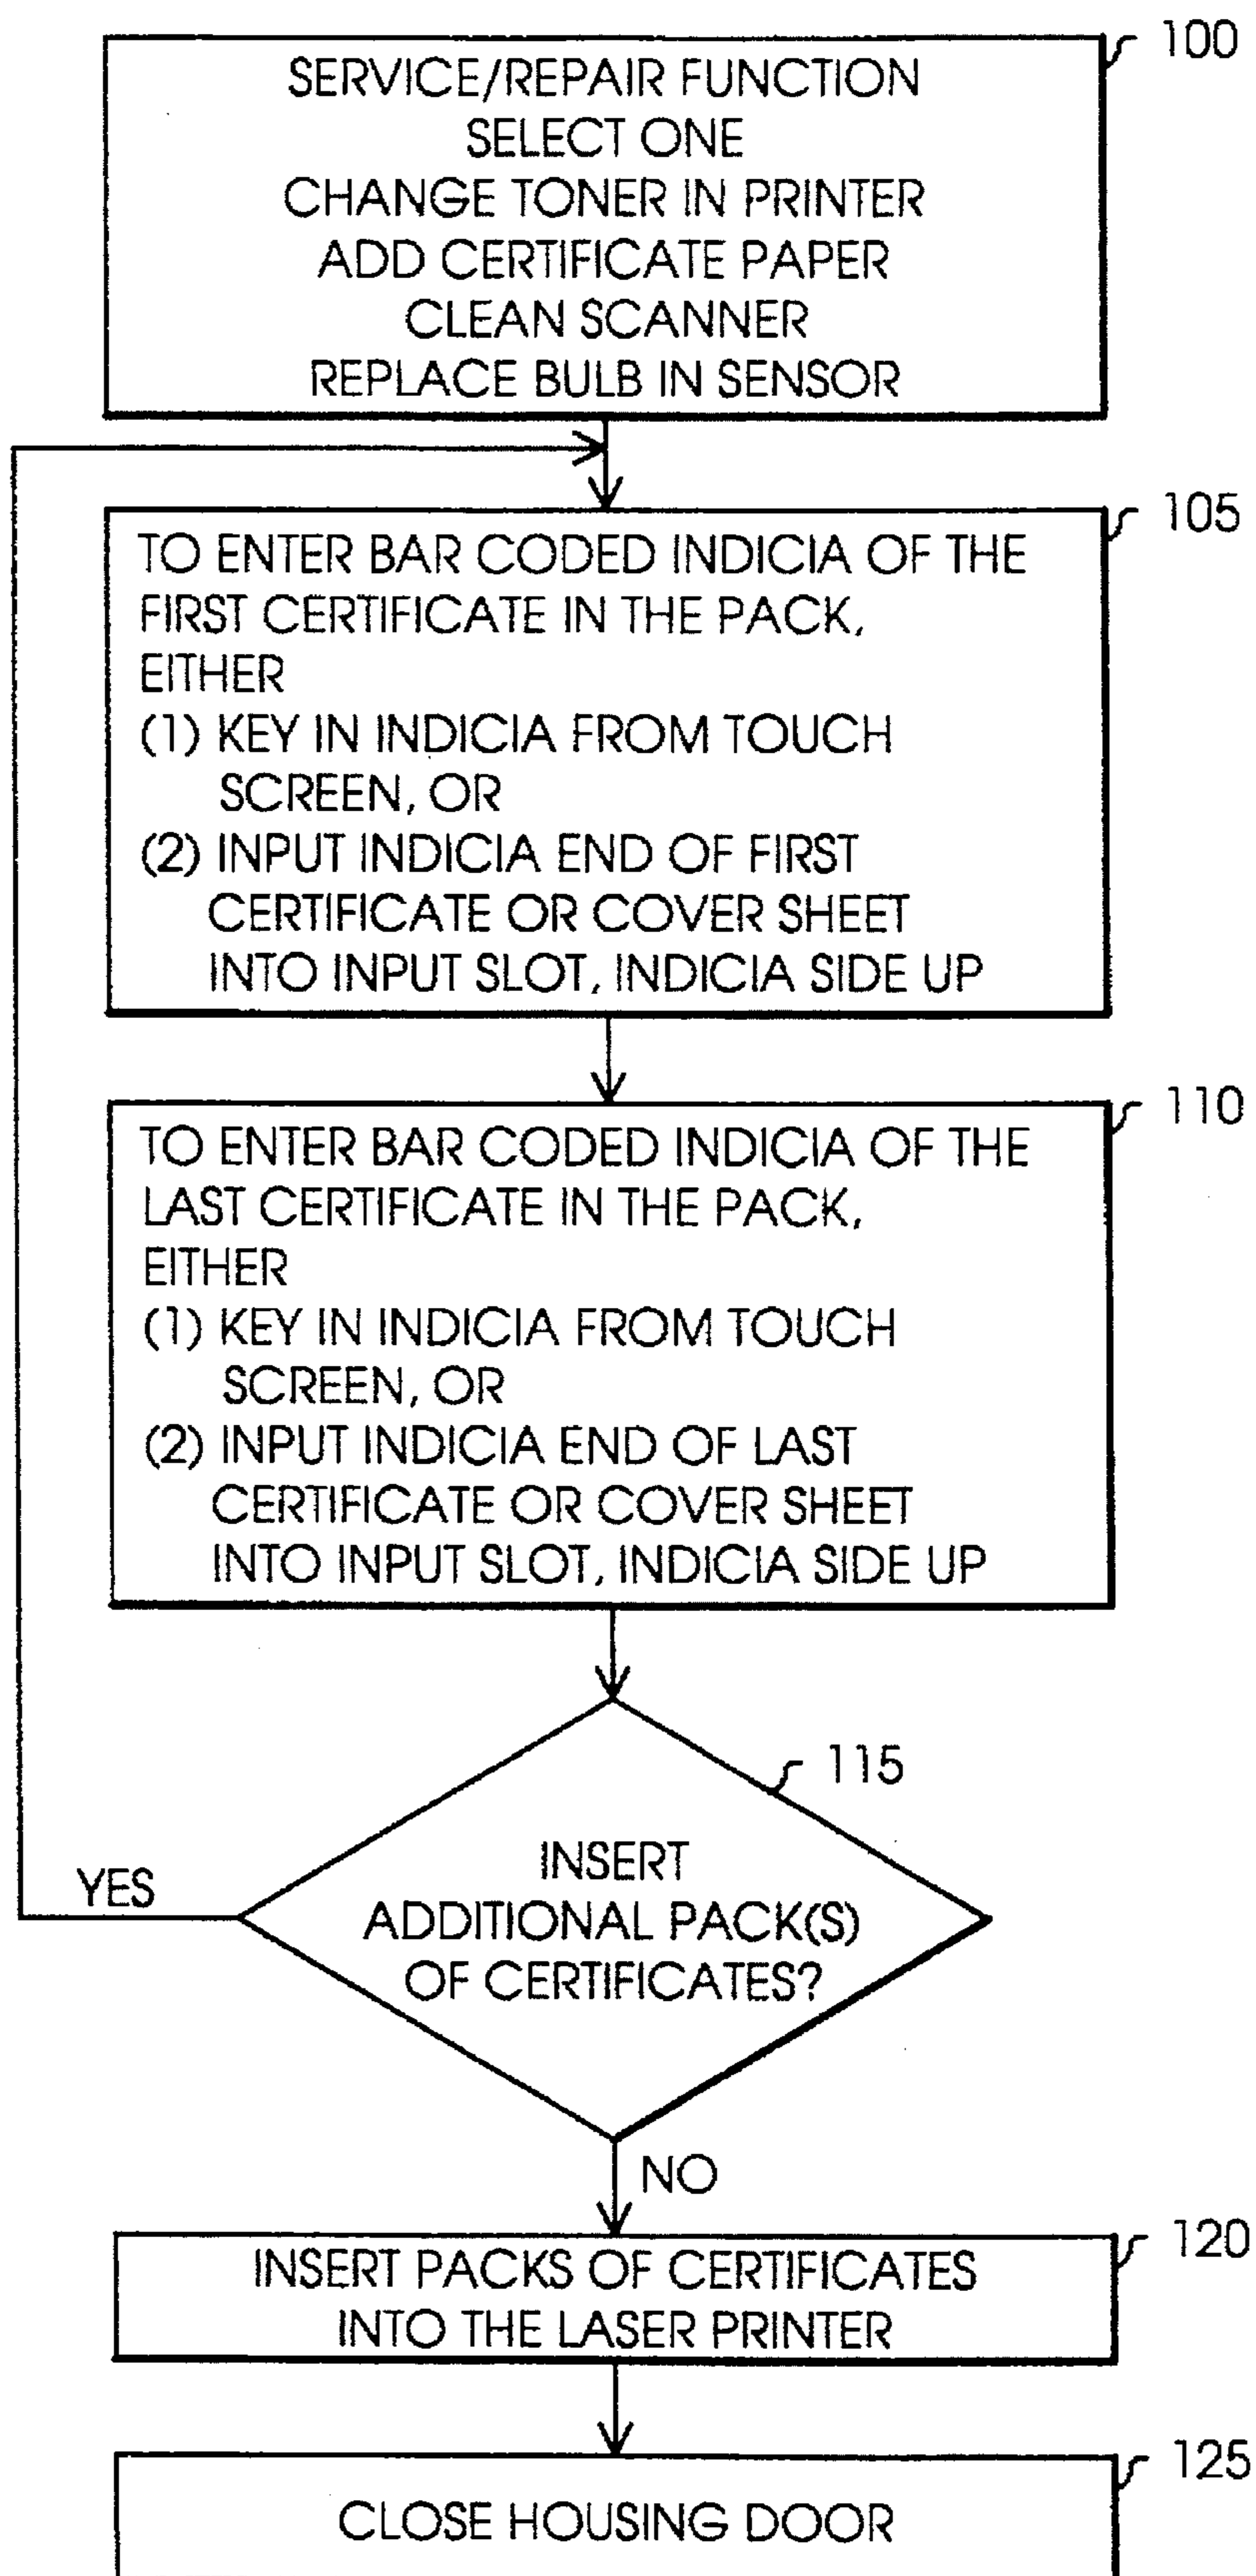 100
SERVICE/REPAIR FUNCTION
SELECT ONE
CHANGE TONER IN PRINTER
ADD CERTIFICATE PAPER
CLEAN SCANNER
REPLACE BULB IN SENSOR
105
TO ENTER BAR CODED INDICIA OF THE
FIRST CERTIFICATE IN THE PACK,
EITHER
(1) KEY IN INDICIA FROM TOUCH
SCREEN, OR
(2) INPUT INDICIA END OF FIRST
CERTIFICATE OR COVER SHEET
INTO INPUT SLOT, INDICIA SIDE UP
110
TO ENTER BAR CODED INDICIA OF THE
LAST CERTIFICATE IN THE PACK,
EITHER
(1) KEY IN INDICIA FROM TOUCH
SCREEN, OR
(2) INPUT INDICIA END OF LAST
CERTIFICATE OR COVER SHEET
INTO INPUT SLOT, INDICIA SIDE UP
115
INSERT
ADDITIONAL PACK(S)
OF CERTIFICATES?
YES
NO
120
INSERT PACKS OF CERTIFICATES
INTO THE LASER PRINTER
125
CLOSE HOUSING DOOR